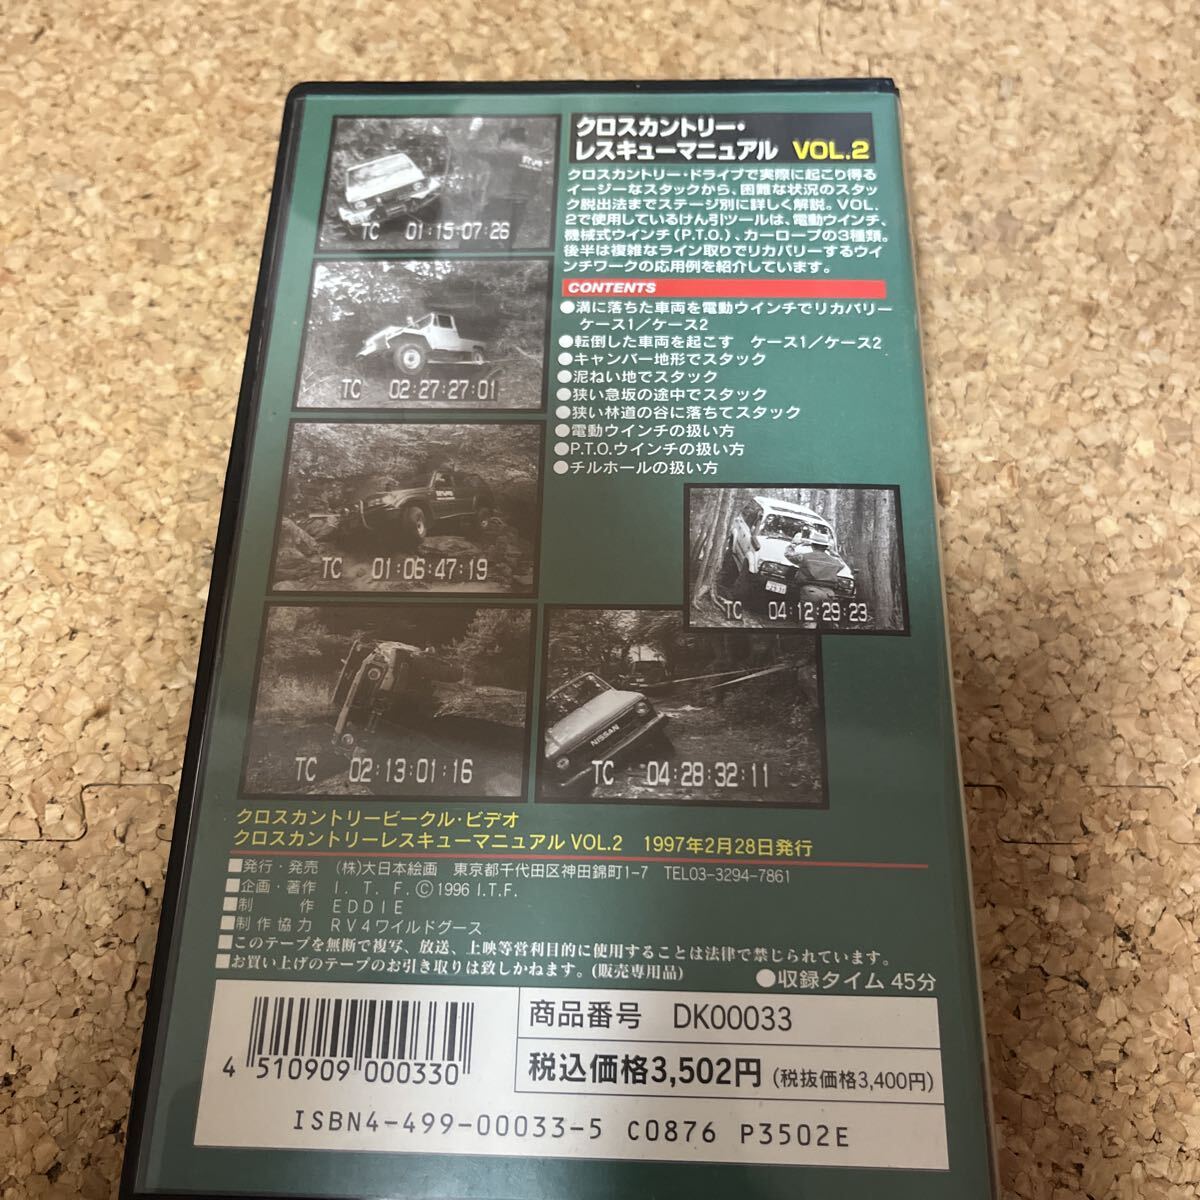 クロスカントリー・
レスキューマニュアル VOL.2
クロスカントリー・ドライブで実際に起こり得る
イージーなスタックから、困難な状況のスタッ
ク脱出法までステージ別に詳しく解説。VOL.
2で使用しているけん引ツールは、電動ウインチ、
機械式ウインチ(P.T.O.)、カーロープの3種類。
後半は複雑なライン取りでリカバリーするウイ
ンチワークの応用例を紹介しています。
CONTENTS
●溝に落ちた車両を電動ウインチでリカバリー
ケース1/ケース2
●転倒した車両を起こす ケース1/ケース2
●キャンバー地形でスタック
●泥ねい地でスタック
●狭い急坂の途中でスタック
●狭い林道の谷に落ちてスタック
●電動ウインチの扱い方
●P.T.O.ウインチの扱い方
●チルホールの扱い方
TC 01:15:07:26
TC 02:27:27:01
TC 01:06:47:19
TC 04:12:29:23
TC 02:13:01:16
NISSAN
TC 04:28:32:11
クロスカントリービークル・ビデオ
クロスカントリーレスキューマニュアル VOL.2 1997年2月28日発行
■発行・発売 (株)大日本絵画 東京都千代田区神田錦町1-7 TEL03-3294-7861
■企画・著作 I.T.F.Ⓒ1996 I.T.F.
■制作 EDDIE
■制作協力 RV4ワイルドグース
■このテープを無断で複写、放送、上映等営利目的に使用することは法律で禁じられています。
■お買い上げのテープのお引き取りは致しかねます。(販売専用品)
●収録タイム 45分
商品番号 DK00033
税込価格3,502円 (税抜価格3,400円)
4 510909 000330
ISBN4-499-00033-5 C0876 P3502E